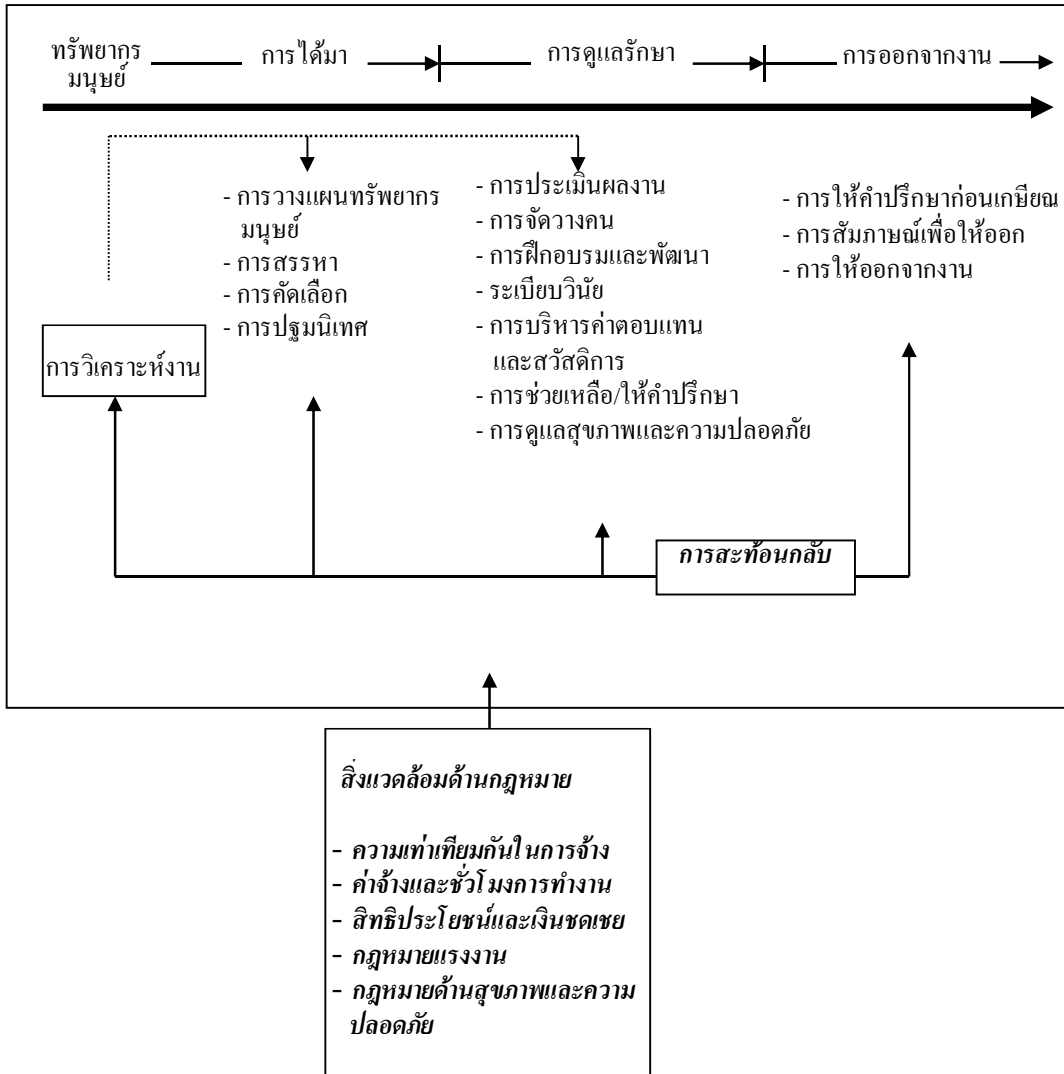 ทรัพยากร
มนุษย์
การได้มา
การดูแลรักษา
การออกจากงาน
- การวางแผนทรัพยากร
มนุษย์
- การสรรหา
- การคัดเลือก
- การปฐมนิเทศ
- การประเมินผลงาน
- การจัดวางคน
- การฝึกอบรมและพัฒนา
- ระเบียบวินัย
- การบริหารค่าตอบแทน
และสวัสดิการ
- การช่วยเหลือ/ให้คำปรึกษา
- การดูแลสุขภาพและความปลอดภัย
- การให้คำปรึกษาก่อนเกษียณ
- การสัมภาษณ์เพื่อให้ออก
- การให้ออกจากงาน
การวิเคราะห์งาน
การสะท้อนกลับ
สิ่งแวดล้อมด้านกฎหมาย
- ความเท่าเทียมกันในการจ้าง
- ค่าจ้างและชั่วโมงการทำงาน
- สิทธิประโยชน์และเงินชดเชย
- กฎหมายแรงงาน
- กฎหมายด้านสุขภาพและความ
ปลอดภัย